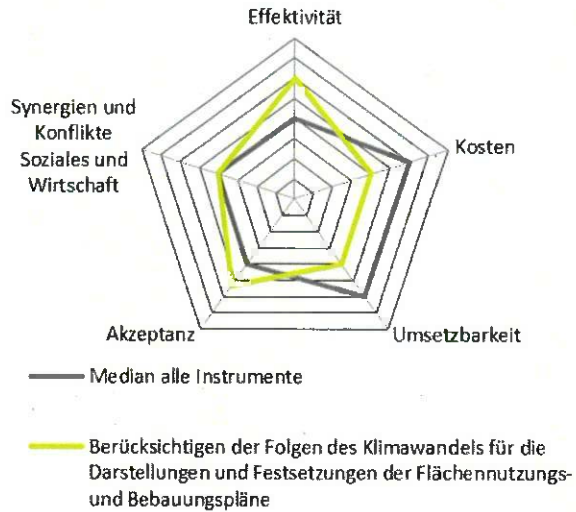 Effektivität
Synergien und
Konflikte
Soziales und
Wirtschaft
Kosten
Akzeptanz
Umsetzbarkeit
Median alle Instrumente
Berücksichtigen der Folgen des Klimawandels für die
Darstellungen und Festsetzungen der Flächennutzungs-
und Bebauungspläne